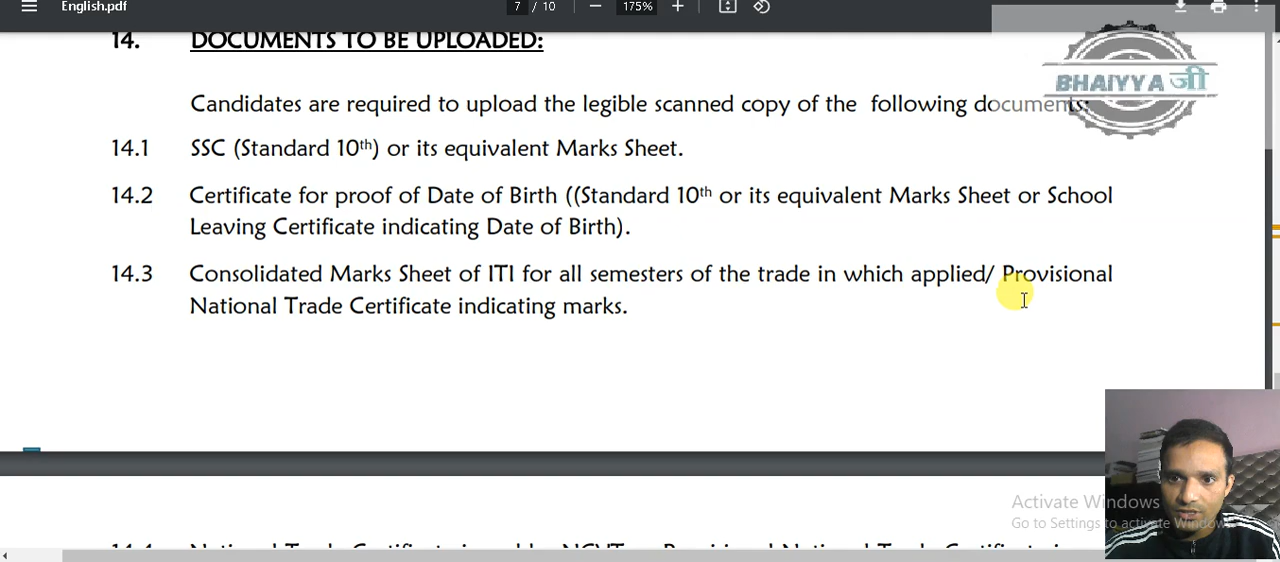 English.pdf
7 / 10
175%
BHAIYYA जी
14. DOCUMENTS TO BE UPLOADED:
Candidates are required to upload the legible scanned copy of the following documents:
14.1 SSC (Standard 10th) or its equivalent Marks Sheet.
14.2 Certificate for proof of Date of Birth ((Standard 10th or its equivalent Marks Sheet or School
Leaving Certificate indicating Date of Birth).
14.3 Consolidated Marks Sheet of ITI for all semesters of the trade in which applied/ Provisional
National Trade Certificate indicating marks.
Activate Windows
Go to Settings to activate Windows